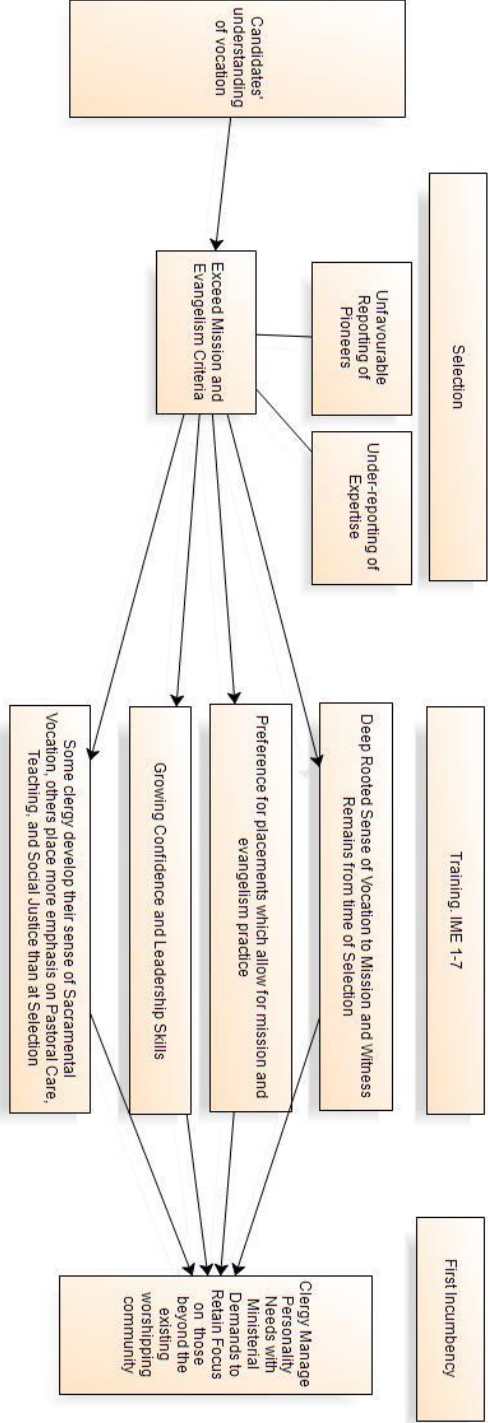 Candidates'
understanding
of vocation
Selection
Unfavourable
Reporting of
Pioneers
Under-reporting of
Expertise
Exceed Mission and
Evangelism Criteria
Training. IME 1-7
Deep Rooted Sense of Vocation to Mission and Witness
Remains from time of Selection
Preference for placements which allow for mission and
evangelism practice
Growing Confidence and Leadership Skills
Some clergy develop their sense of Sacramental
Vocation, others place more emphasis on Pastoral Care,
Teaching, and Social Justice than at Selection
First Incumbency
Clergy Manage
Personality
Needs with
Ministerial
Demands to
Retain Focus
on those
beyond the
existing
worshipping
community